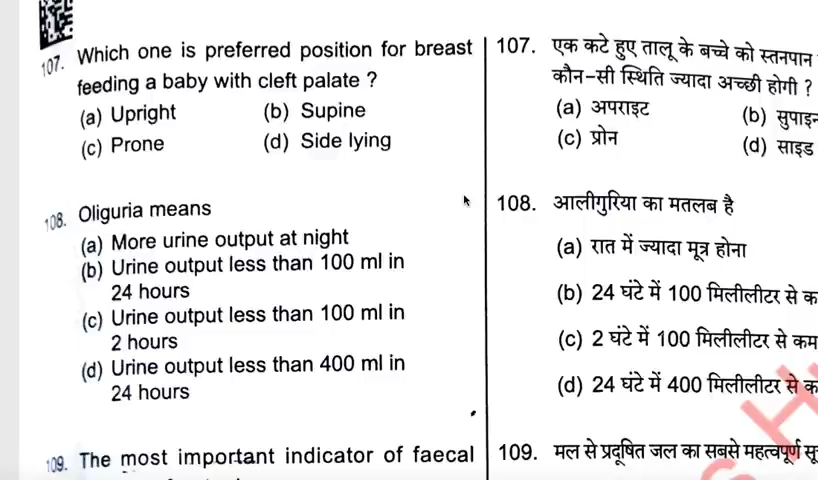 107. Which one is preferred position for breast
feeding a baby with cleft palate ?
(a) Upright (b) Supine
(c) Prone (d) Side lying
108. Oliguria means
(a) More urine output at night
(b) Urine output less than 100 ml in
24 hours
(c) Urine output less than 100 ml in
2 hours
(d) Urine output less than 400 ml in
24 hours
109. The most important indicator of faecal
107. एक कटे हुए तालू के बच्चे को स्तनपान
कौन-सी स्थिति ज्यादा अच्छी होगी ?
(a) अपराइट (b) सुपाइन
(c) प्रोन (d) साइड
108. आलीगुरिया का मतलब है
(a) रात में ज्यादा मूत्र होना
(b) 24 घंटे में 100 मिलीलीटर से
(c) 2 घंटे में 100 मिलीलीटर से कम
(d) 24 घंटे में 400 मिलीलीटर से
109. मल से प्रदूषित जल का सबसे महत्वपूर्ण